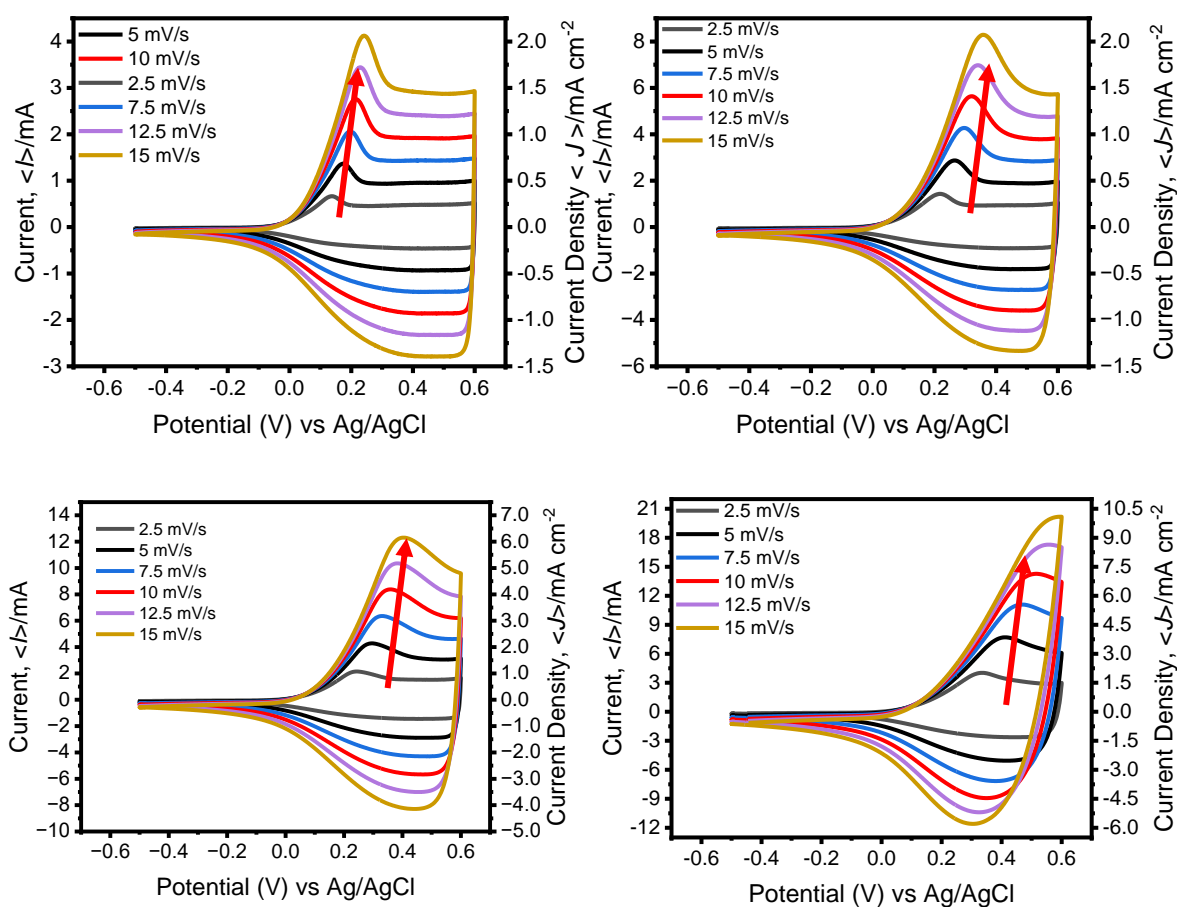 5 mV/s
10 mV/s
2.5 mV/s
7.5 mV/s
12.5 mV/s
15 mV/s
Current, <I>/mA
4
3
2
1
0
−1
−2
-3
Current Density < J >/mA cm-2
2.0
1.5
1.0
0.5
0.0
−0.5
−1.0
-1.5
−0.6 −0.4 −0.2 0.0 0.2 0.4 0.6
Potential (V) vs Ag/AgCl
2.5 mV/s
5 mV/s
7.5 mV/s
10 mV/s
12.5 mV/s
15 mV/s
Current, <I>/mA
8
6
4
2
0
−2
−4
-6
Current Density, <J>/mA cm-2
2.0
1.5
1.0
0.5
0.0
−0.5
−1.0
-1.5
−0.6 −0.4 −0.2 0.0 0.2 0.4 0.6
Potential (V) vs Ag/AgCl
2.5 mV/s
5 mV/s
7.5 mV/s
10 mV/s
12.5 mV/s
15 mV/s
Current, <I>/mA
14
12
10
8
6
4
2
0
−2
−4
−6
−8
−10
Current Density, <J>/mA cm-2
7.0
6.0
5.0
4.0
3.0
2.0
1.0
0.0
−1.0
−2.0
−3.0
−4.0
-5.0
−0.6 −0.4 −0.2 0.0 0.2 0.4 0.6
Potential (V) vs Ag/AgCl
2.5 mV/s
5 mV/s
7.5 mV/s
10 mV/s
12.5 mV/s
15 mV/s
Current, <I>/mA
21
18
15
12
9
6
3
0
-3
-6
-9
-12
Current Density, <J>/mA cm-2
10.5
9.0
7.5
6.0
4.5
3.0
1.5
0.0
-1.5
-3.0
-4.5
-6.0
-0.6 -0.4 -0.2 0.0 0.2 0.4 0.6
Potential (V) vs Ag/AgCl